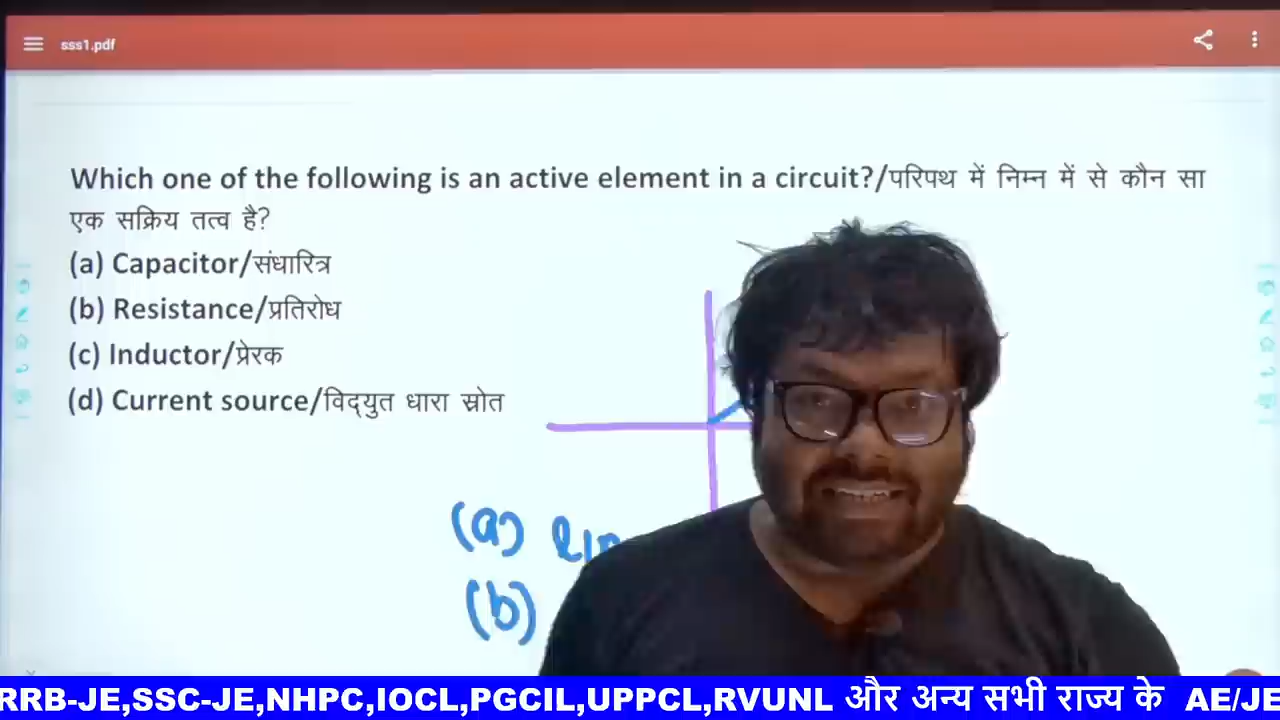 sss1.pdf
Which one of the following is an active element in a circuit?/परिपथ में निम्न में से कौन सा
एक सक्रिय तत्व है?
(a) Capacitor/संधारित्र
(b) Resistance/प्रतिरोध
(c) Inductor/प्रेरक
(d) Current source/विद्युत धारा स्रोत
(a)
(b)
RRB-JE,SSC-JE,NHPC,IOCL,PGCIL,UPPCL,RVUNL और अन्य सभी राज्य के AE/JE